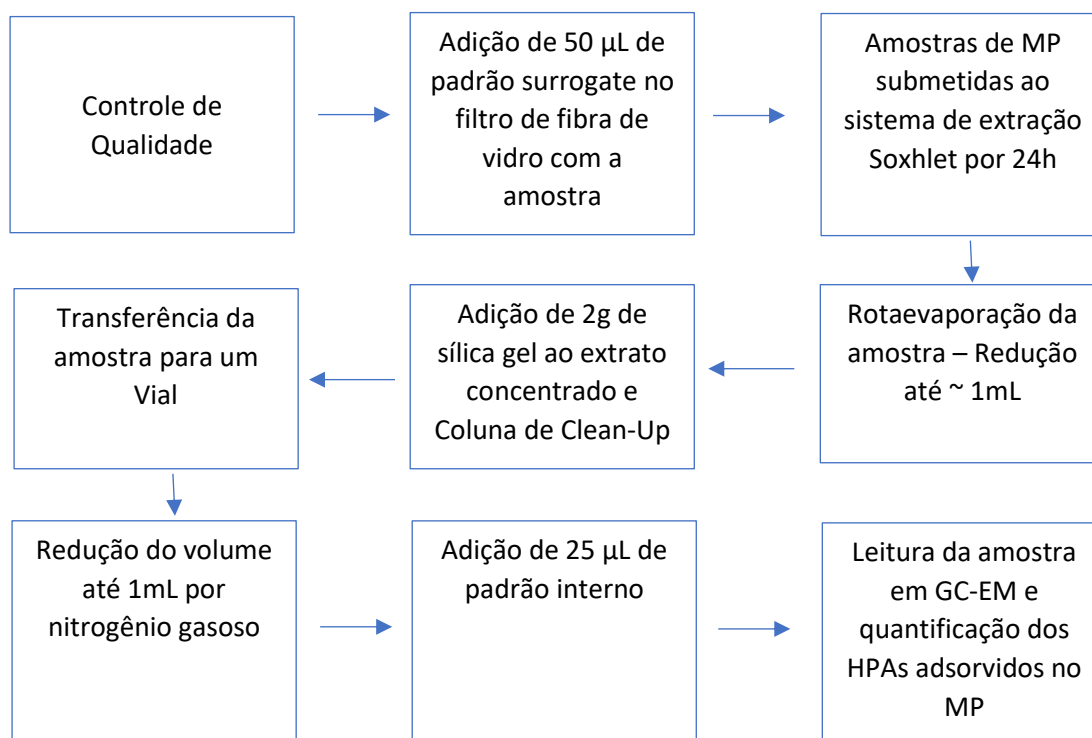 Controle de
Qualidade
Adição de 50 µL de
padrão surrogate no
filtro de fibra de
vidro com a
amostra
Amostras de MP
submetidas ao
sistema de extração
Soxhlet por 24h
Rotaevaporação da
amostra – Redução
até ~ 1mL
Adição de 2g de
sílica gel ao extrato
concentrado e
Coluna de Clean-Up
Transferência da
amostra para um
Vial
Redução do volume
até 1mL por
nitrogênio gasoso
Adição de 25 µL de
padrão interno
Leitura da amostra
em GC-EM e
quantificação dos
HPAs adsorvidos no
MP